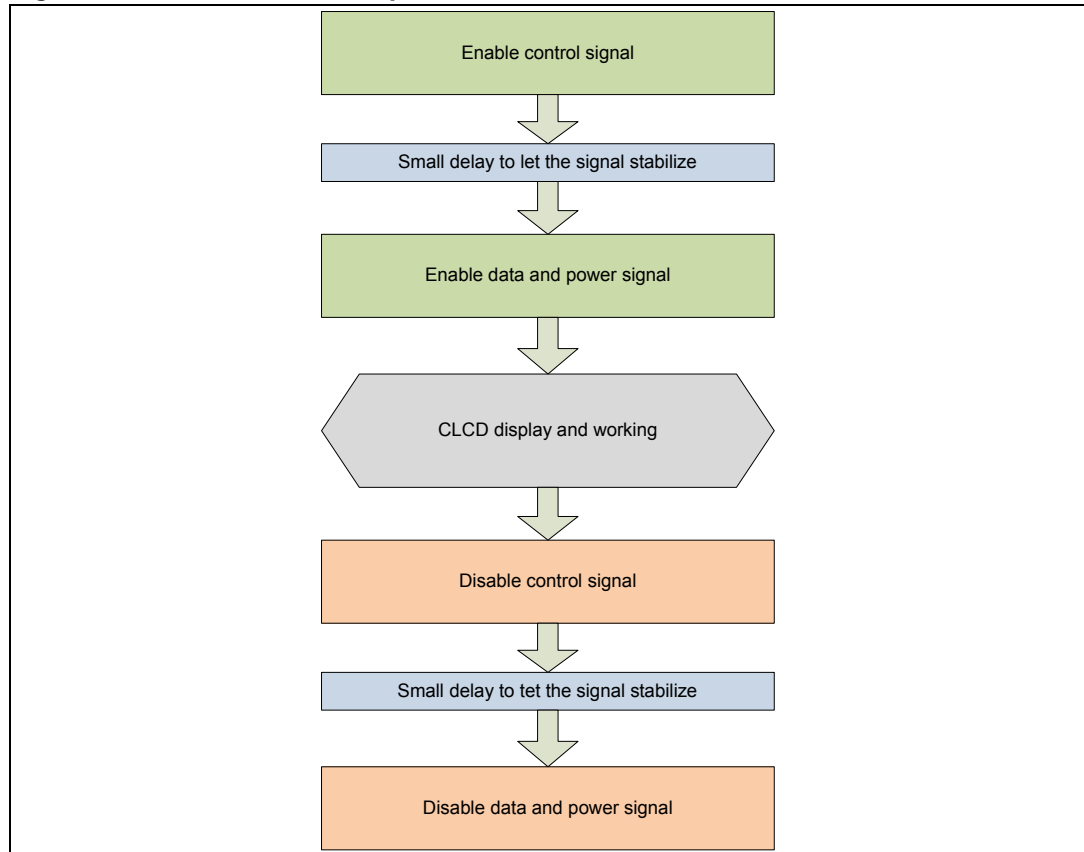 Enable control signal
Small delay to let the signal stabilize
Enable data and power signal
CLCD display and working
Disable control signal
Small delay to tet the signal stabilize
Disable data and power signal